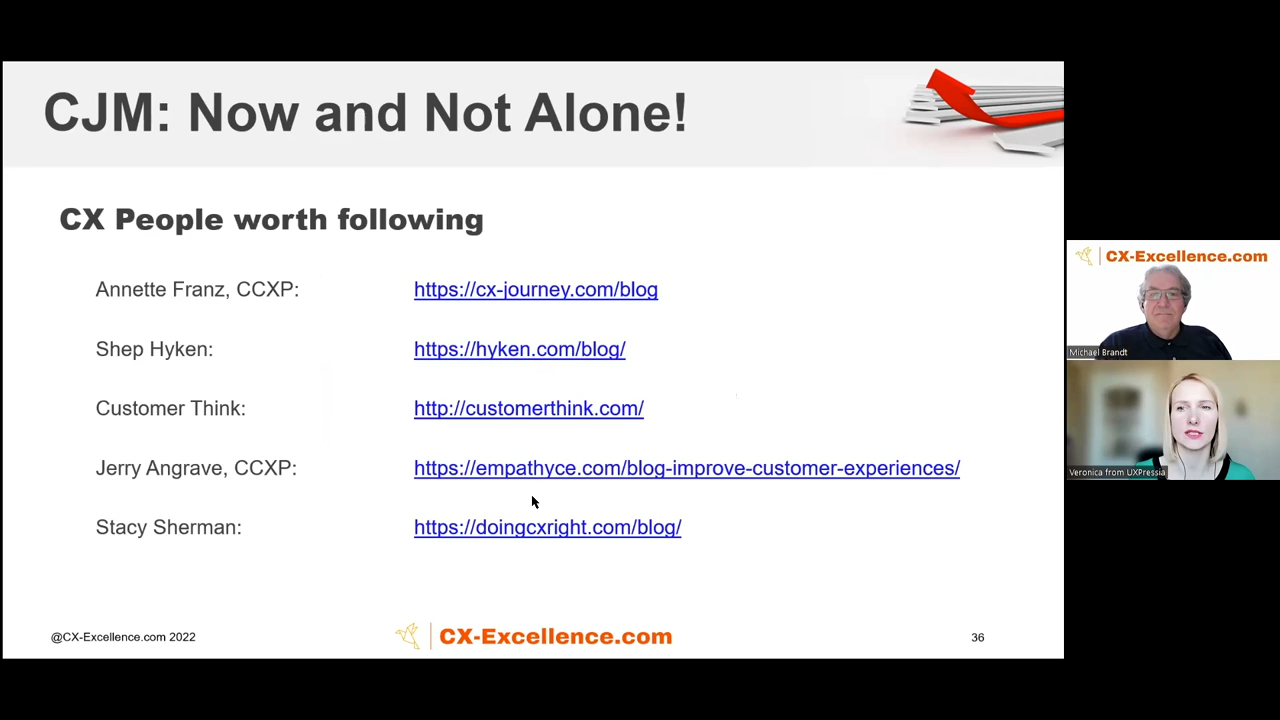 CJM: Now and Not Alone!
CX People worth following
Annette Franz, CCXP: https://cx-journey.com/blog
Shep Hyken: https://hyken.com/blog/
Customer Think: http://customerthink.com/
Jerry Angrave, CCXP: https://empathyce.com/blog-improve-customer-experiences/
Stacy Sherman: https://doingcxright.com/blog/
@CX-Excellence.com 2022 CX-Excellence.com 36
CX-Excellence.com
Michael Brandt
Veronica from UXPressia